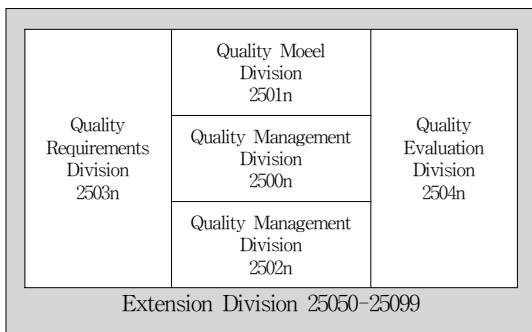 Quality
Requirements
Division
2503n
Quality Moeel
Division
2501n
Quality Management
Division
2500n
Quality Management
Division
2502n
Quality
Evaluation
Division
2504n
Extension Division 25050-25099